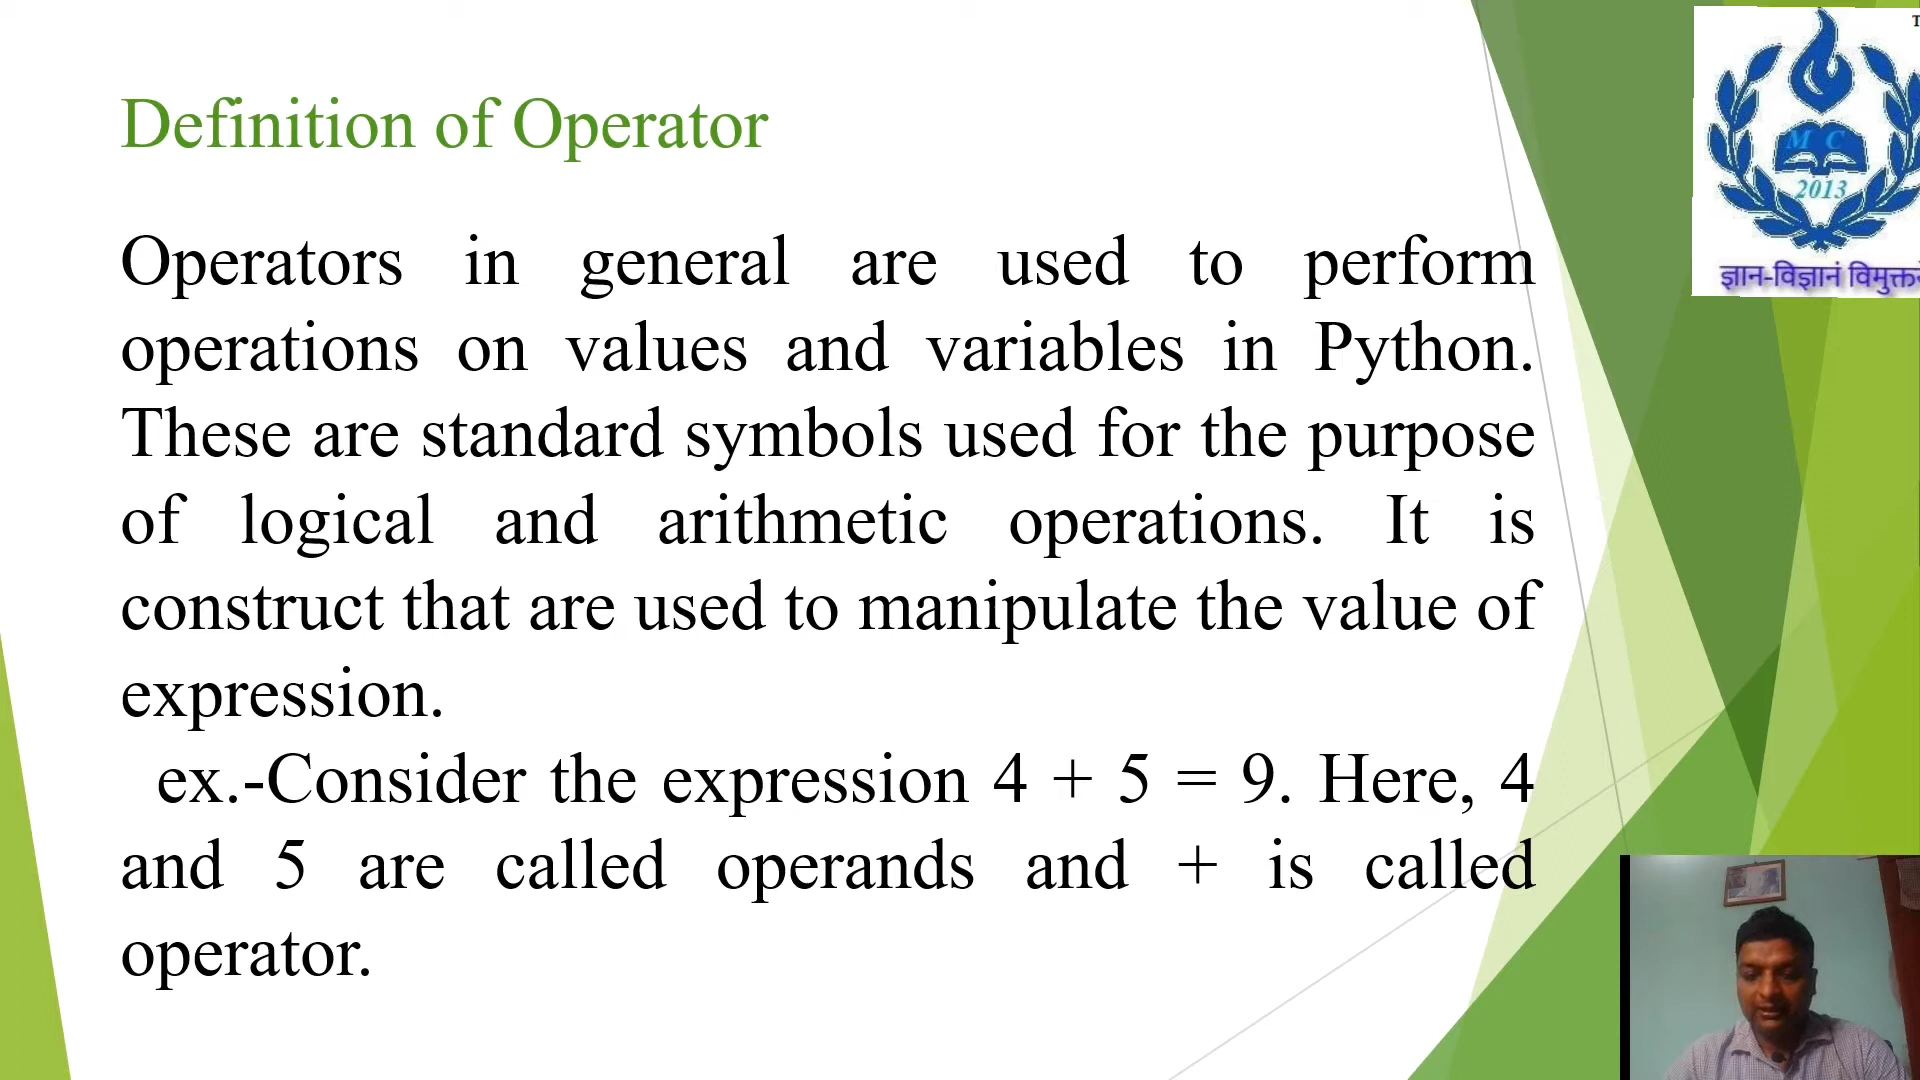 Definition of Operator
Operators in general are used to perform
operations on values and variables in Python.
These are standard symbols used for the purpose
of logical and arithmetic operations. It is
construct that are used to manipulate the value of
expression.
ex.-Consider the expression 4 + 5 = 9. Here, 4
and 5 are called operands and + is called
operator.
T
M C
2013
ज्ञान-विज्ञानं